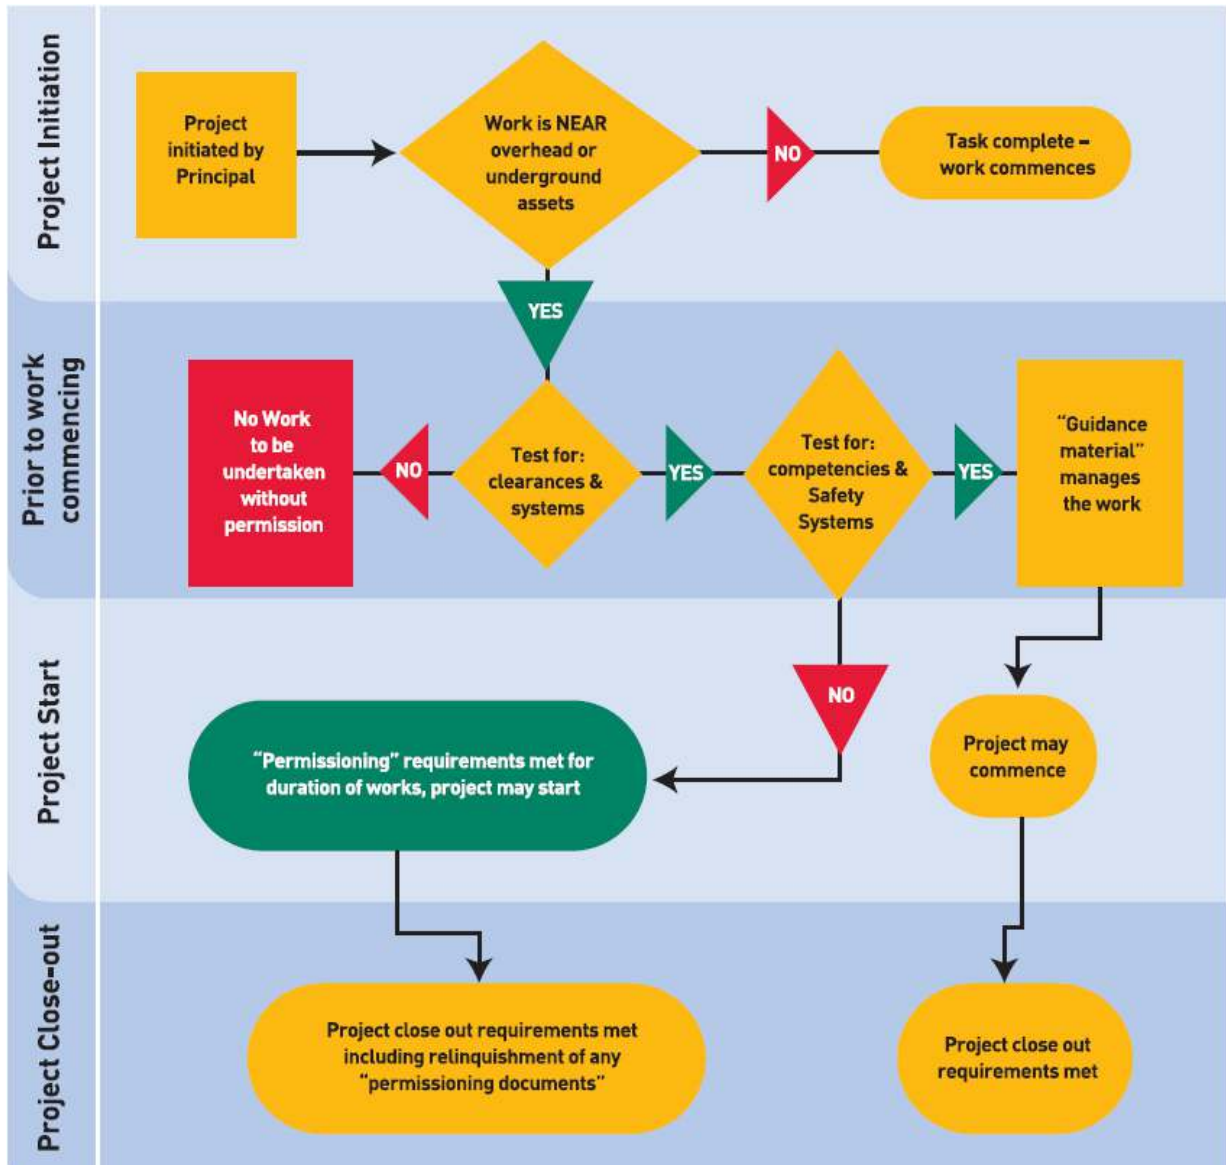 Project Initiation
Project
initiated by
Principal
Work is NEAR
overhead or
underground
assets
NO
Task complete –
work commences
YES
Prior to work
commencing
No Work
to be
undertaken
without
permission
NO
Test for:
clearances &
systems
YES
Test for:
competencies &
Safety
Systems
YES
“Guidance
material”
manages
the work
Project Start
NO
“Permissioning” requirements met for
duration of works, project may start
Project may
commence
Project Close-out
Project close out requirements met
including relinquishment of any
“permissioning documents”
Project close out
requirements met